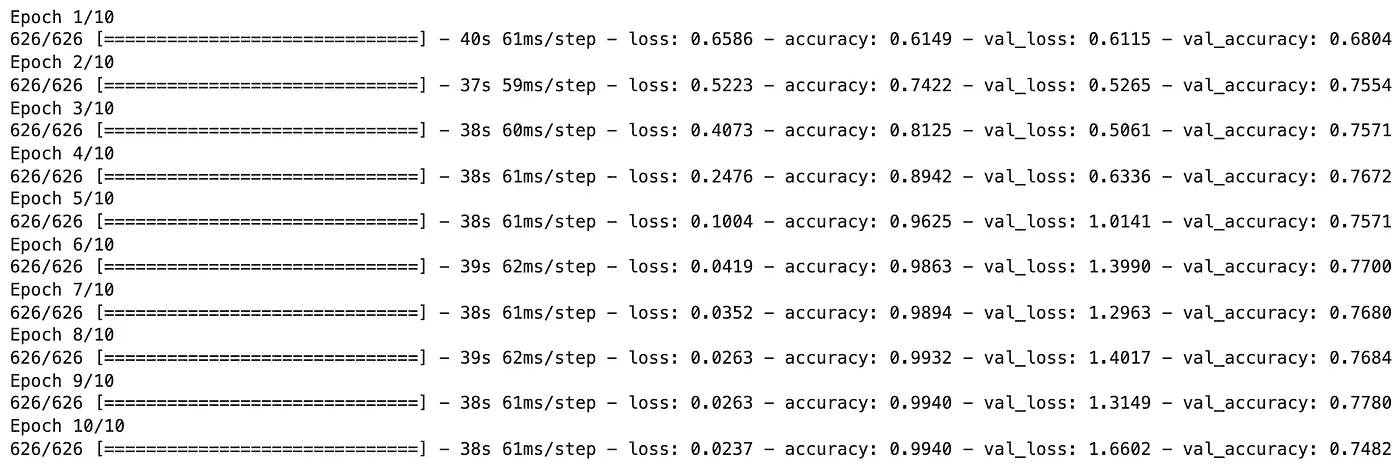 Epoch 1/10
626/626 [==============================] - 40s 61ms/step - loss: 0.6586 - accuracy: 0.6149 - val_loss: 0.6115 - val_accuracy: 0.6804
Epoch 2/10
626/626 [==============================] - 37s 59ms/step - loss: 0.5223 - accuracy: 0.7422 - val_loss: 0.5265 - val_accuracy: 0.7554
Epoch 3/10
626/626 [==============================] - 38s 60ms/step - loss: 0.4073 - accuracy: 0.8125 - val_loss: 0.5061 - val_accuracy: 0.7571
Epoch 4/10
626/626 [==============================] - 38s 61ms/step - loss: 0.2476 - accuracy: 0.8942 - val_loss: 0.6336 - val_accuracy: 0.7672
Epoch 5/10
626/626 [==============================] - 38s 61ms/step - loss: 0.1004 - accuracy: 0.9625 - val_loss: 1.0141 - val_accuracy: 0.7571
Epoch 6/10
626/626 [==============================] - 39s 62ms/step - loss: 0.0419 - accuracy: 0.9863 - val_loss: 1.3990 - val_accuracy: 0.7700
Epoch 7/10
626/626 [==============================] - 38s 61ms/step - loss: 0.0352 - accuracy: 0.9894 - val_loss: 1.2963 - val_accuracy: 0.7680
Epoch 8/10
626/626 [==============================] - 39s 62ms/step - loss: 0.0263 - accuracy: 0.9932 - val_loss: 1.4017 - val_accuracy: 0.7684
Epoch 9/10
626/626 [==============================] - 38s 61ms/step - loss: 0.0263 - accuracy: 0.9940 - val_loss: 1.3149 - val_accuracy: 0.7780
Epoch 10/10
626/626 [==============================] - 38s 61ms/step - loss: 0.0237 - accuracy: 0.9940 - val_loss: 1.6602 - val_accuracy: 0.7482